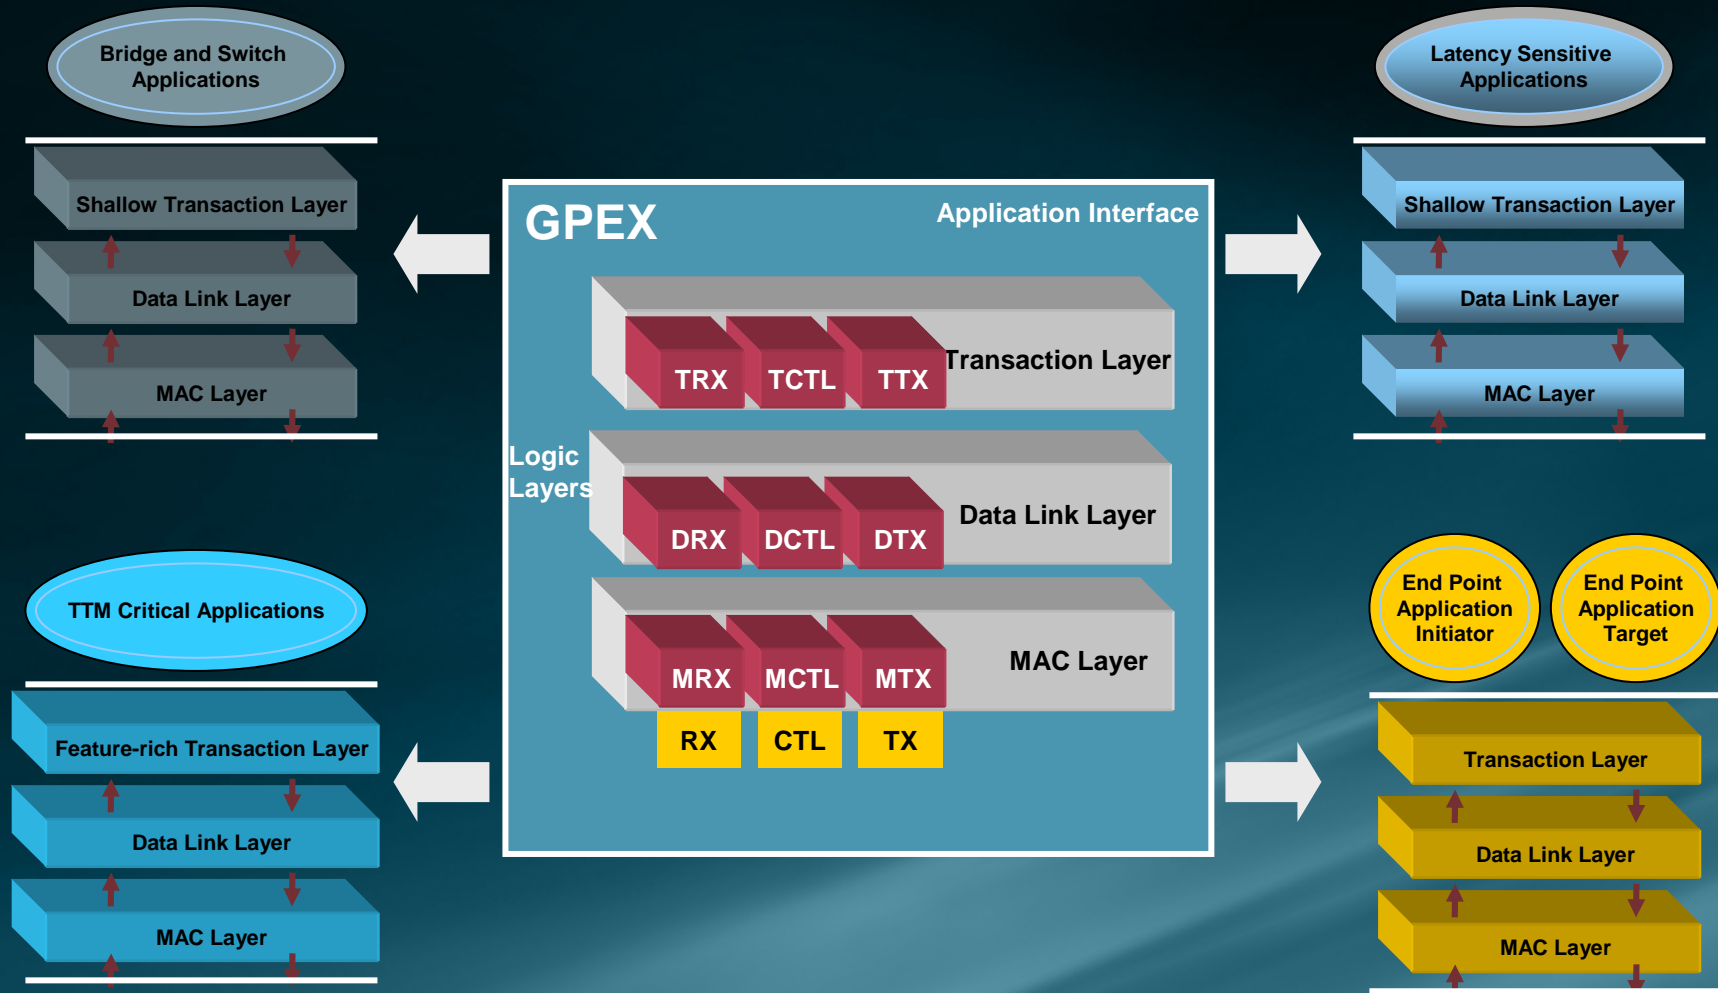 Bridge and Switch
Applications
Shallow Transaction Layer
Data Link Layer
MAC Layer
TTM Critical Applications
Feature-rich Transaction Layer
Data Link Layer
MAC Layer
GPEX
Application Interface
TRX
TCTL
TTX
Transaction Layer
Logic
Layers
DRX
DCTL
DTX
Data Link Layer
MRX
MCTL
MTX
MAC Layer
RX
CTL
TX
Latency Sensitive
Applications
Shallow Transaction Layer
Data Link Layer
MAC Layer
End Point
Application
Initiator
End Point
Application
Target
Transaction Layer
Data Link Layer
MAC Layer